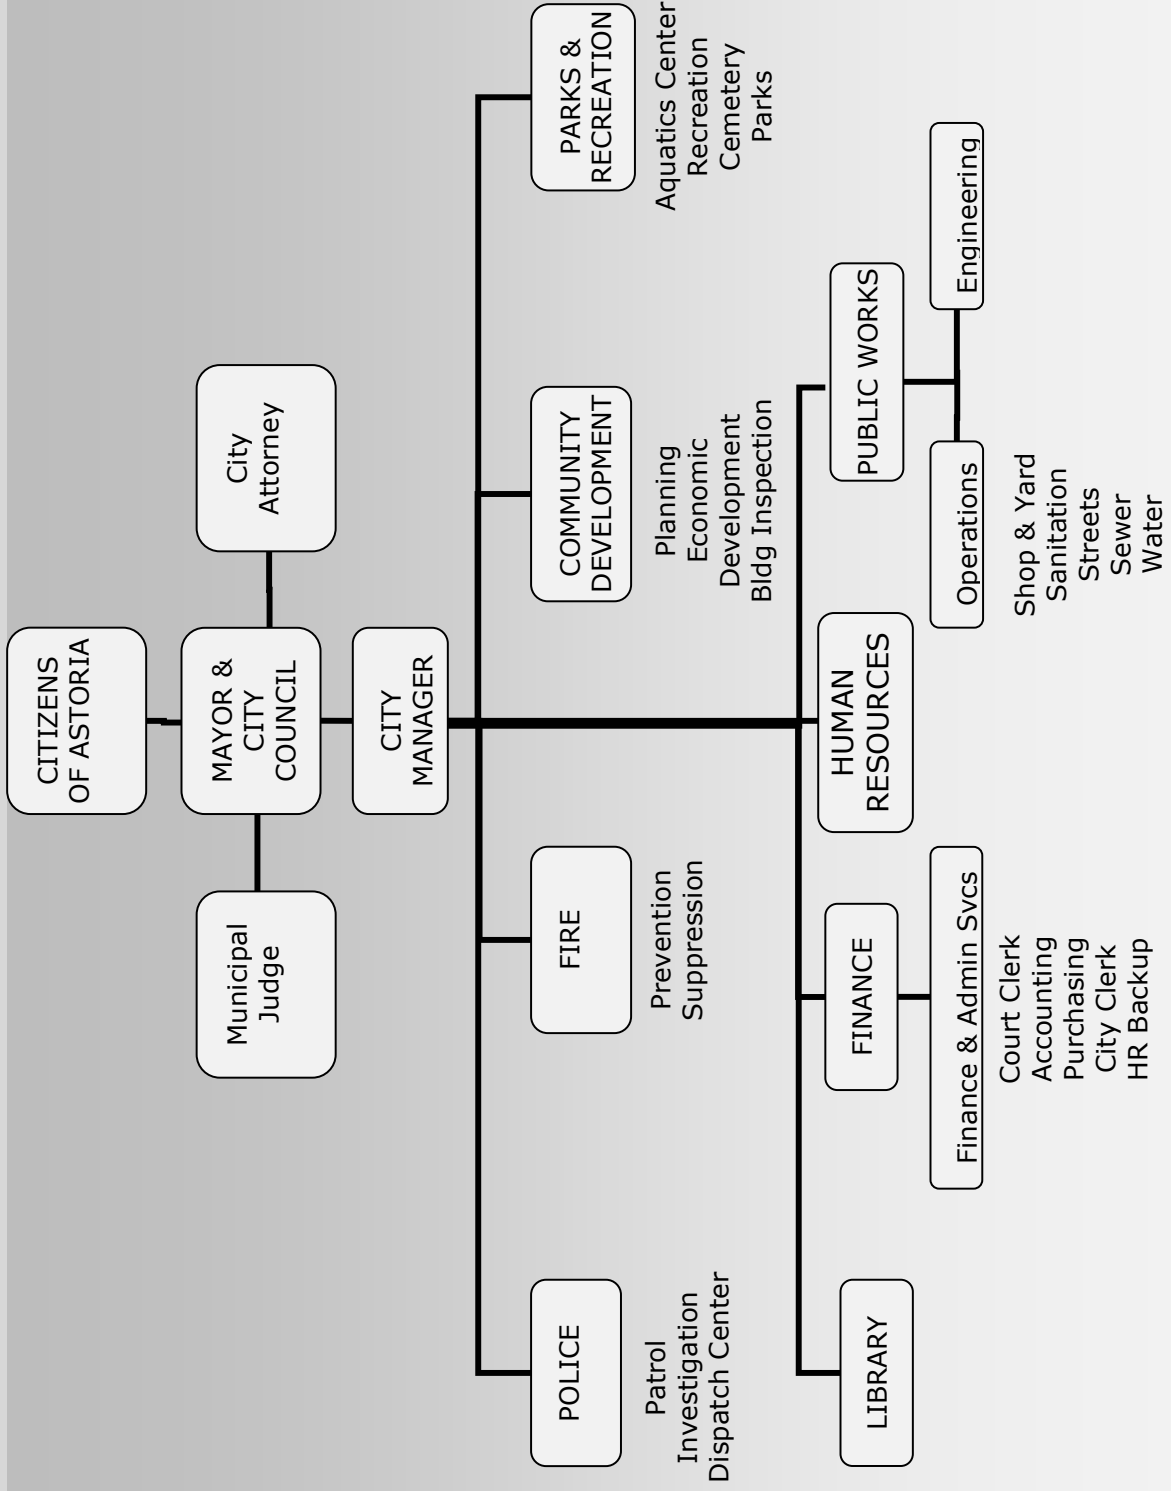 CITIZENS
OF ASTORIA
Municipal
Judge
MAYOR &
CITY
COUNCIL
City
Attorney
CITY
MANAGER
POLICE
Patrol
Investigation
Dispatch Center
FIRE
Prevention
Suppression
COMMUNITY
DEVELOPMENT
Planning
Economic
Development
Bldg Inspection
PARKS &
RECREATION
Aquatics Center
Recreation
Cemetery
Parks
LIBRARY
FINANCE
Finance & Admin Svcs
Court Clerk
Accounting
Purchasing
City Clerk
HR Backup
HUMAN
RESOURCES
PUBLIC WORKS
Operations
Shop & Yard
Sanitation
Streets
Sewer
Water
Engineering